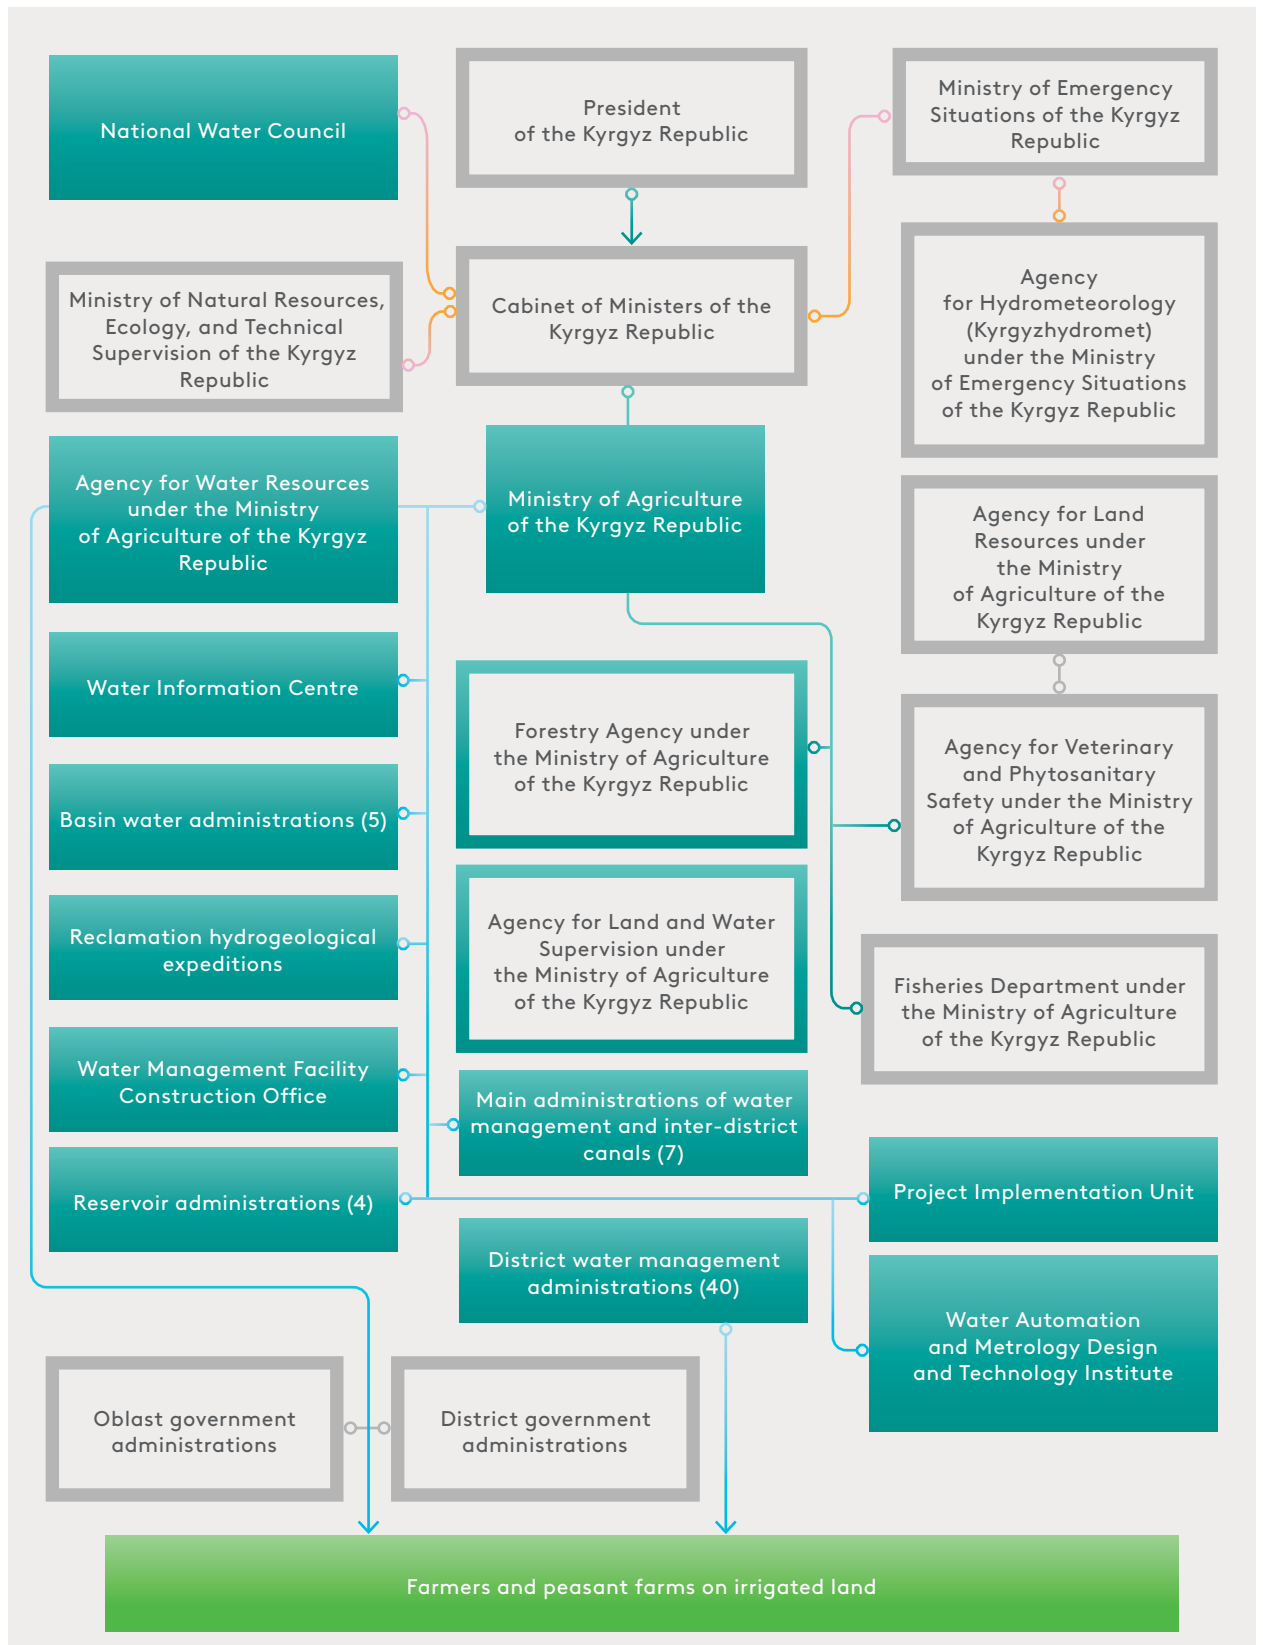 National Water Council
President
of the Kyrgyz Republic
Ministry of Emergency
Situations of the Kyrgyz
Republic
Ministry of Natural Resources,
Ecology, and Technical
Supervision of the Kyrgyz
Republic
Cabinet of Ministers of the
Kyrgyz Republic
Agency
for Hydrometeorology
(Kyrgyzhydromet)
under the Ministry
of Emergency Situations
of the Kyrgyz Republic
Agency for Water Resources
under the Ministry
of Agriculture of the Kyrgyz
Republic
Ministry of Agriculture
of the Kyrgyz Republic
Agency for Land
Resources under
the Ministry
of Agriculture of the
Kyrgyz Republic
Water Information Centre
Forestry Agency under
the Ministry of Agriculture
of the Kyrgyz Republic
Agency for Veterinary
and Phytosanitary
Safety under the Ministry
of Agriculture of the
Kyrgyz Republic
Basin water administrations (5)
Reclamation hydrogeological
expeditions
Agency for Land and Water
Supervision under
the Ministry of Agriculture
of the Kyrgyz Republic
Fisheries Department under
the Ministry of Agriculture
of the Kyrgyz Republic
Water Management Facility
Construction Office
Main administrations of water
management and inter-district
canals (7)
Reservoir administrations (4)
Project Implementation Unit
District water management
administrations (40)
Water Automation
and Metrology Design
and Technology Institute
Oblast government
administrations
District government
administrations
Farmers and peasant farms on irrigated land